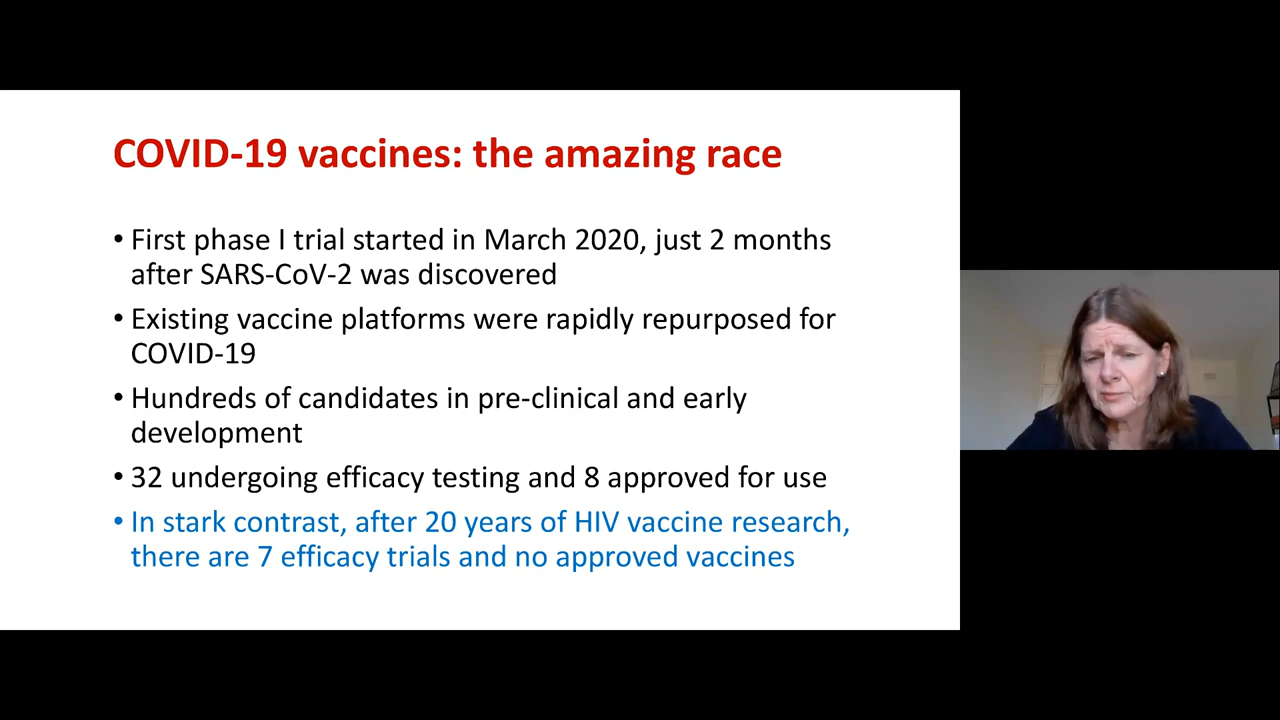 COVID-19 vaccines: the amazing race
• First phase I trial started in March 2020, just 2 months
after SARS-CoV-2 was discovered
• Existing vaccine platforms were rapidly repurposed for
COVID-19
• Hundreds of candidates in pre-clinical and early
development
• 32 undergoing efficacy testing and 8 approved for use
• In stark contrast, after 20 years of HIV vaccine research,
there are 7 efficacy trials and no approved vaccines